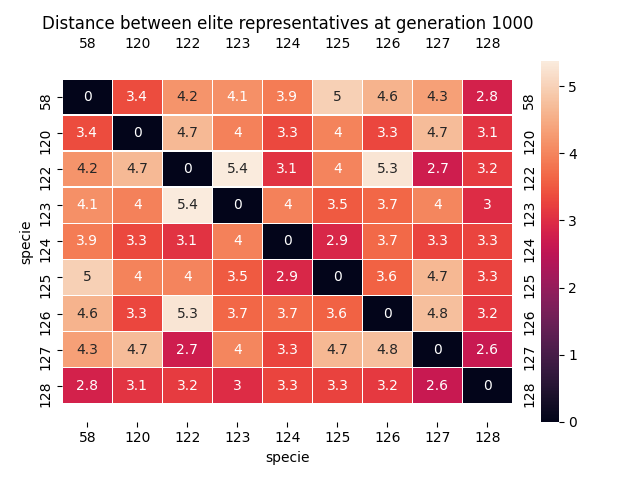 Distance between elite representatives at generation 1000
58 120 122 123 124 125 126 127 128
58 0 3.4 4.2 4.1 3.9 5 4.6 4.3 2.8 58
120 3.4 0 4.7 4 3.3 4 3.3 4.7 3.1 120
122 4.2 4.7 0 5.4 3.1 4 5.3 2.7 3.2 122
123 4.1 4 5.4 0 4 3.5 3.7 4 3 123
124 3.9 3.3 3.1 4 0 2.9 3.7 3.3 3.3 124
125 5 4 4 3.5 2.9 0 3.6 4.7 3.3 125
126 4.6 3.3 5.3 3.7 3.7 3.6 0 4.8 3.2 126
127 4.3 4.7 2.7 4 3.3 4.7 4.8 0 2.6 127
128 2.8 3.1 3.2 3 3.3 3.3 3.2 2.6 0 128
58 120 122 123 124 125 126 127 128
specie
specie
5
4
3
2
1
0